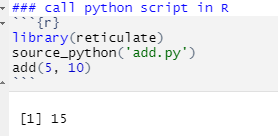 ### call python script in R
```{r}
library(reticulate)
source_python('add.py')
add(5, 10)
```
[1] 15